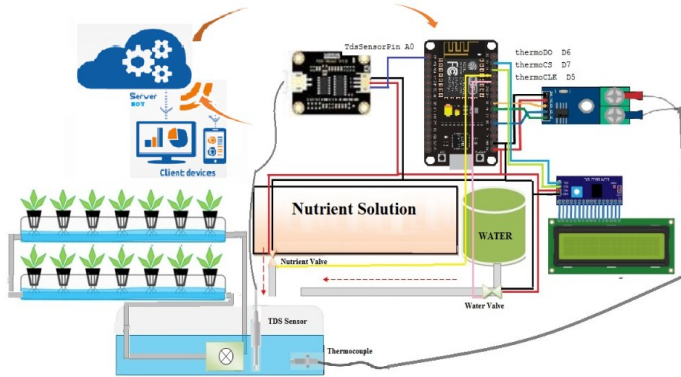 TdsSensorPin A0
thermoDO D6
thermoCS D7
thermoCLK D5
Server
Client devices
Nutrient Solution
WATER
Nutrient Valve
Water Valve
TDS Sensor
Thermocouple